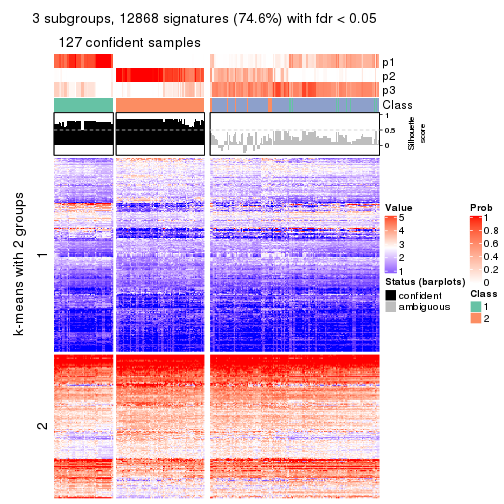 3 subgroups, 12868 signatures (74.6%) with fdr < 0.05
127 confident samples
p1
p2
p3
Class
1
0.5
0
Silhouette
score
k-means with 2 groups
1
2
Value
5
4
3
2
1
Status (barplots)
confident
ambiguous
Prob
1
0.8
0.6
0.4
0.2
0
Class
1
2